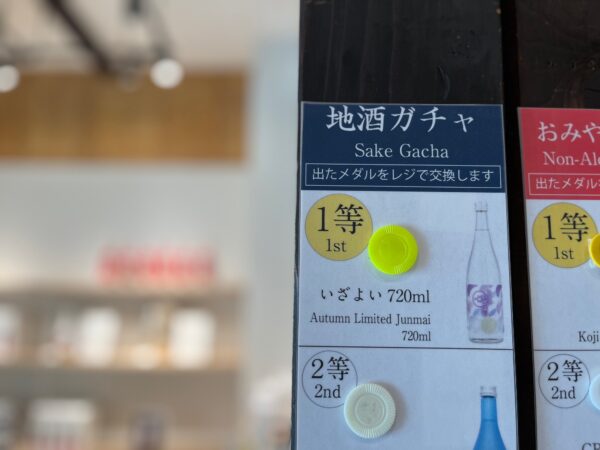 地酒ガチャ
Sake Gacha
出たメダルをレジで交換します
1等
1st
いざよい 720ml
Autumn Limited Junmai
720ml
2等
2nd
おみや
Non-Al
出たメダル
1等
1st
Koji
2等
2nd